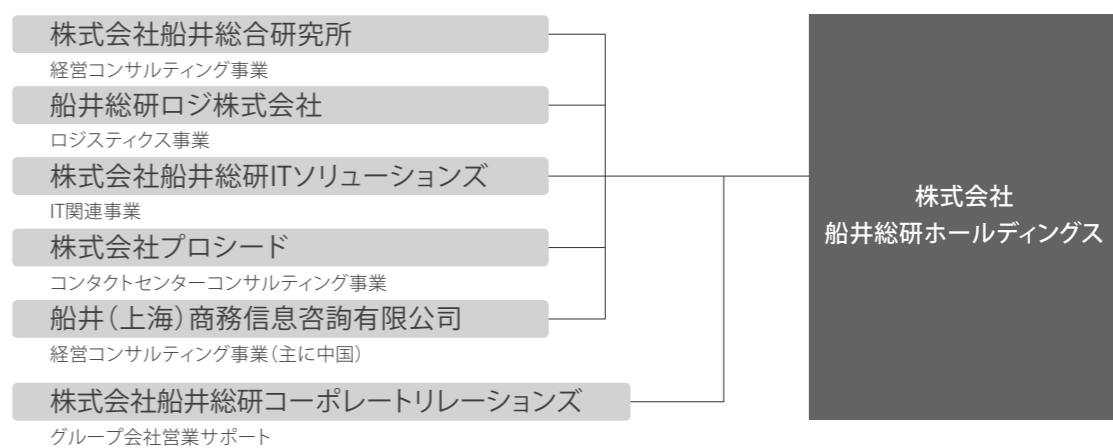 株式会社船井総合研究所
経営コンサルティング事業
船井総研ロジ株式会社
ロジスティクス事業
株式会社船井総研ITソリューションズ
IT関連事業
株式会社プロシード
コンタクトセンターコンサルティング事業
船井（上海）商務信息咨詢有限公司
経営コンサルティング事業（主に中国）
株式会社船井総研コーポレートリレーションズ
グループ会社営業サポート
株式会社
船井総研ホールディングス